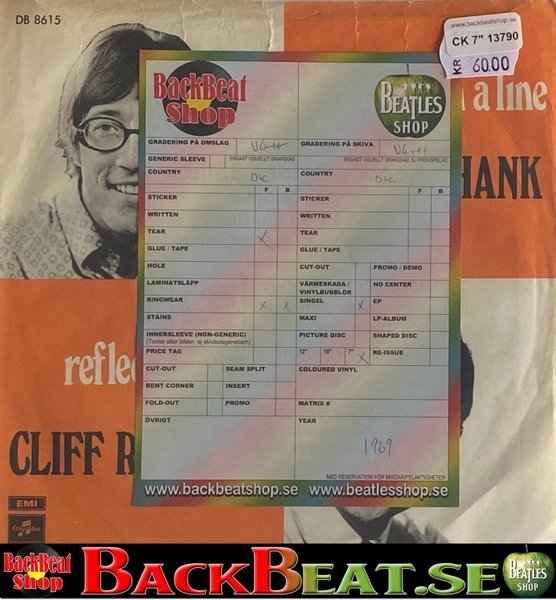 DB 8615
www.backbeatshop.se
CK 7" 13790
KR 60.00
a line
HANK
BackBeat
Shop
BEATLES
SHOP
GRADERING PÅ OMSLAG
GRADERING PÅ SKIVA
GENERIC SLEEVE
ENDAST VISUELLT GRANSKAD
ENDAST VISUELLT GRANSKAD, EJ PROVSPELAD
COUNTRY DK
COUNTRY DK
F B
F B
STICKER
STICKER
WRITTEN
WRITTEN
TEAR X
TEAR
GLUE / TAPE
GLUE / TAPE
HOLE
CUT-OUT
PROMO / DEMO
LAMINATSLÄPP
VÄRMESKADA /
VINYLBUBBLOR
NO CENTER
RINGWEAR X X
SINGEL X
EP
STAINS
MAXI
LP-ALBUM
INNERSLEEVE (NON-GENERIC)
(Texter eller bilder, ej skivbolagsreklam)
PICTURE DISC
SHAPED DISC
PRICE TAG
12" 10" 7" X
RE-ISSUE
CUT-OUT
SEAM SPLIT
COLOURED VINYL
BENT CORNER
INSERT
FOLD-OUT
PROMO
MATRIX #
ÖVRIGT
YEAR
1969
MED RESERVATION FÖR MISSAR/FELAKTIGHETER
www.backbeatshop.se www.beatlesshop.se
refle
CLIFF R
EMI
Columbia
BackBeat
Shop
BACKBEAT.SE
BEATLES
SHOP